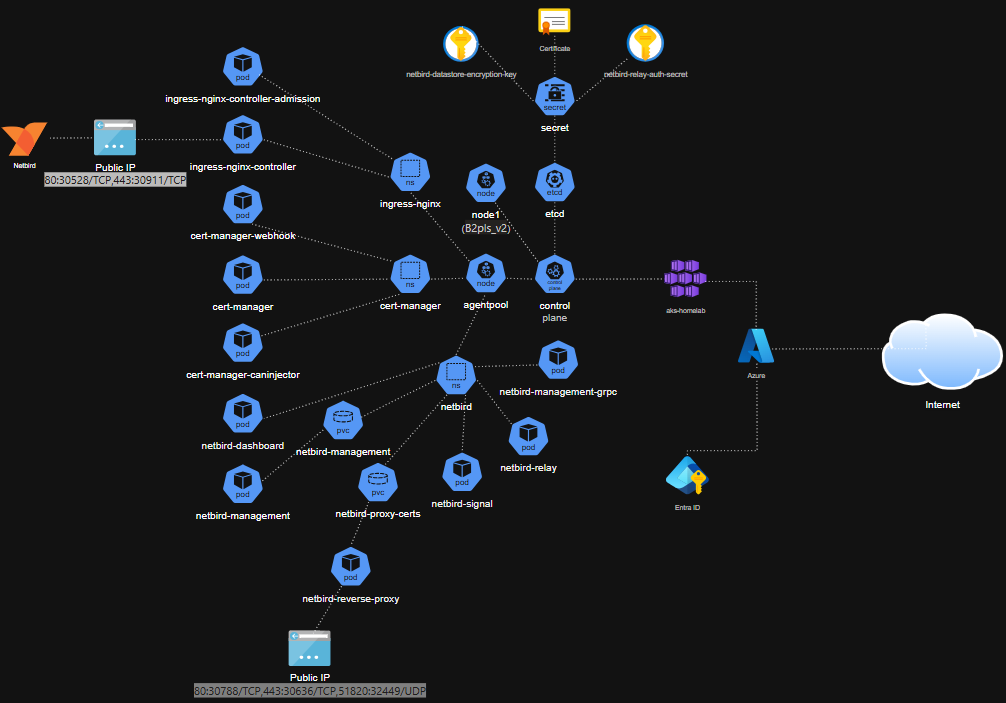 Certificate
netbird-datastore-encryption-key
netbird-relay-auth-secret
pod
ingress-nginx-controller-admission
secret
secret
Netbird
Public IP
80:30528/TCP,443:30911/TCP
pod
ingress-nginx-controller
ns
ingress-nginx
node
node1
(B2pls_v2)
etcd
etcd
pod
cert-manager-webhook
pod
cert-manager
ns
cert-manager
node
agentpool
control
plane
control
plane
aks-homelab
pod
cert-manager-caninjector
Azure
Internet
ns
netbird
pod
netbird-management-grpc
pod
netbird-dashboard
pvc
netbird-management
pod
netbird-relay
pod
netbird-management
pvc
netbird-proxy-certs
pod
netbird-signal
Entra ID
pod
netbird-reverse-proxy
Public IP
80:30788/TCP,443:30636/TCP,51820:32449/UDP